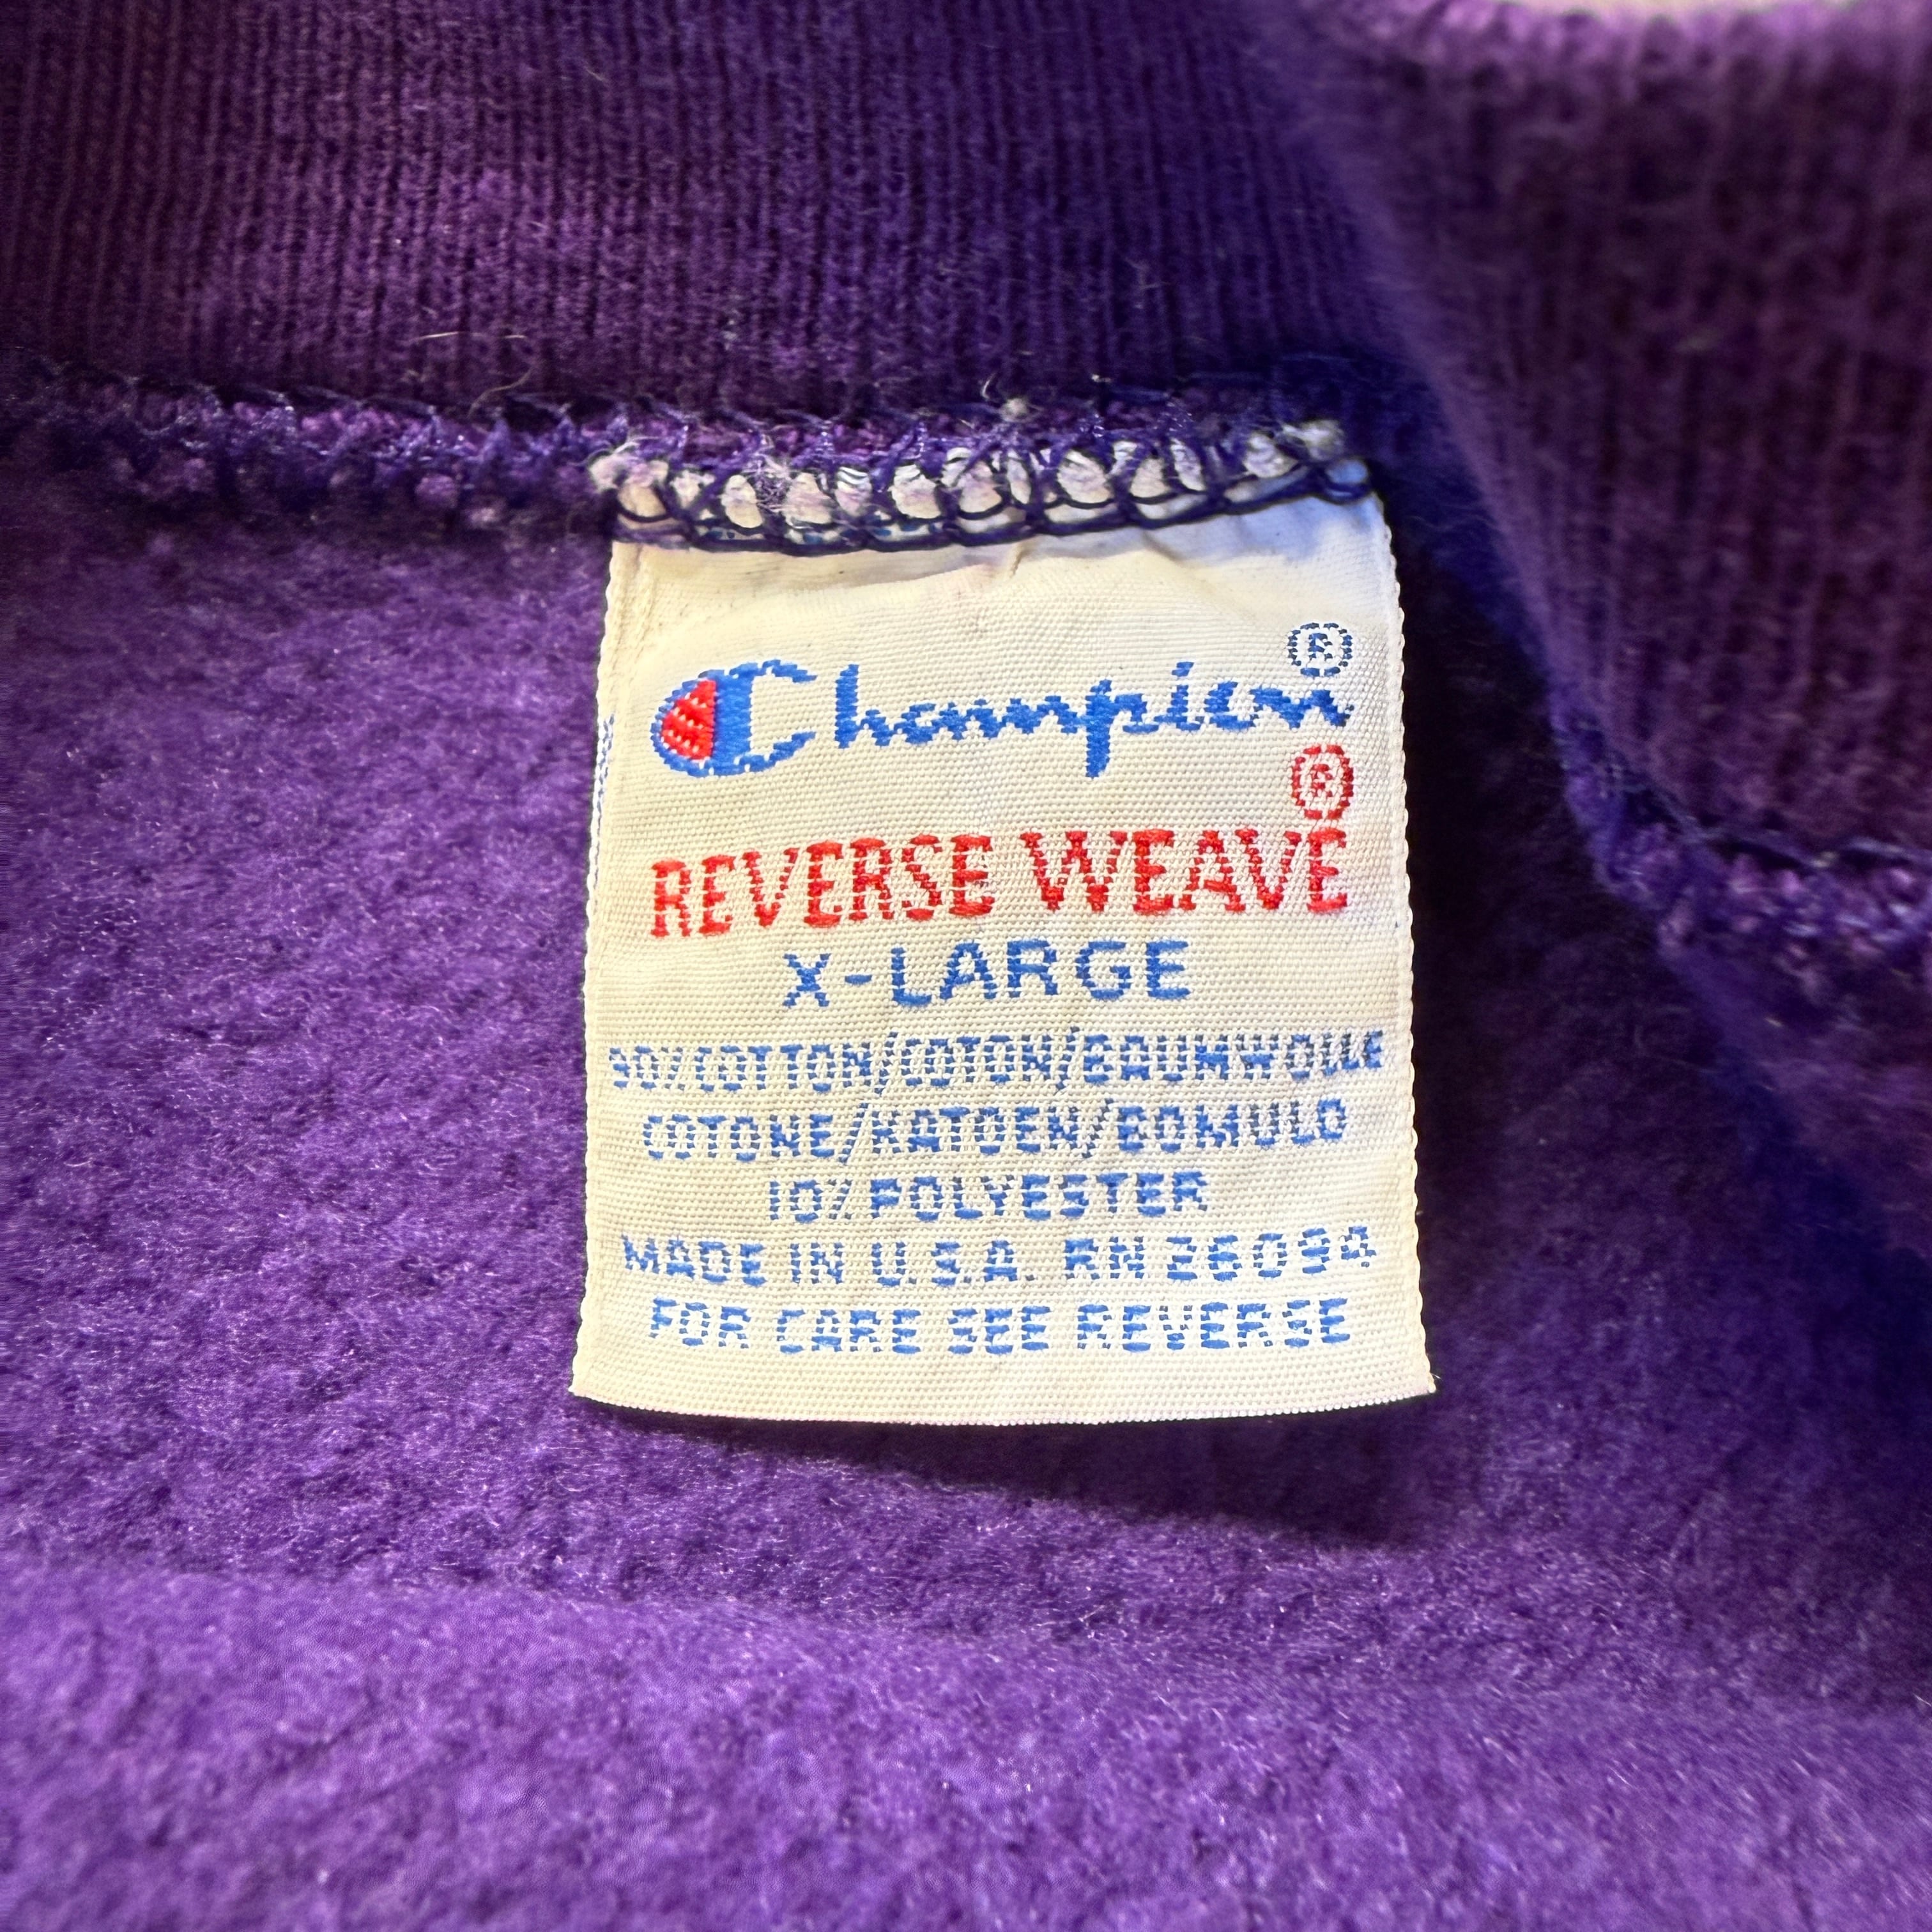 Champion®
®
REVERSE WEAVE
X-LARGE
90%COTTON/COTON/BAUMWOLLE
COTONE/KATOEN/BOMULD
10% POLYESTER
MADE IN U.S.A. RN 26094
FOR CARE SEE REVERSE